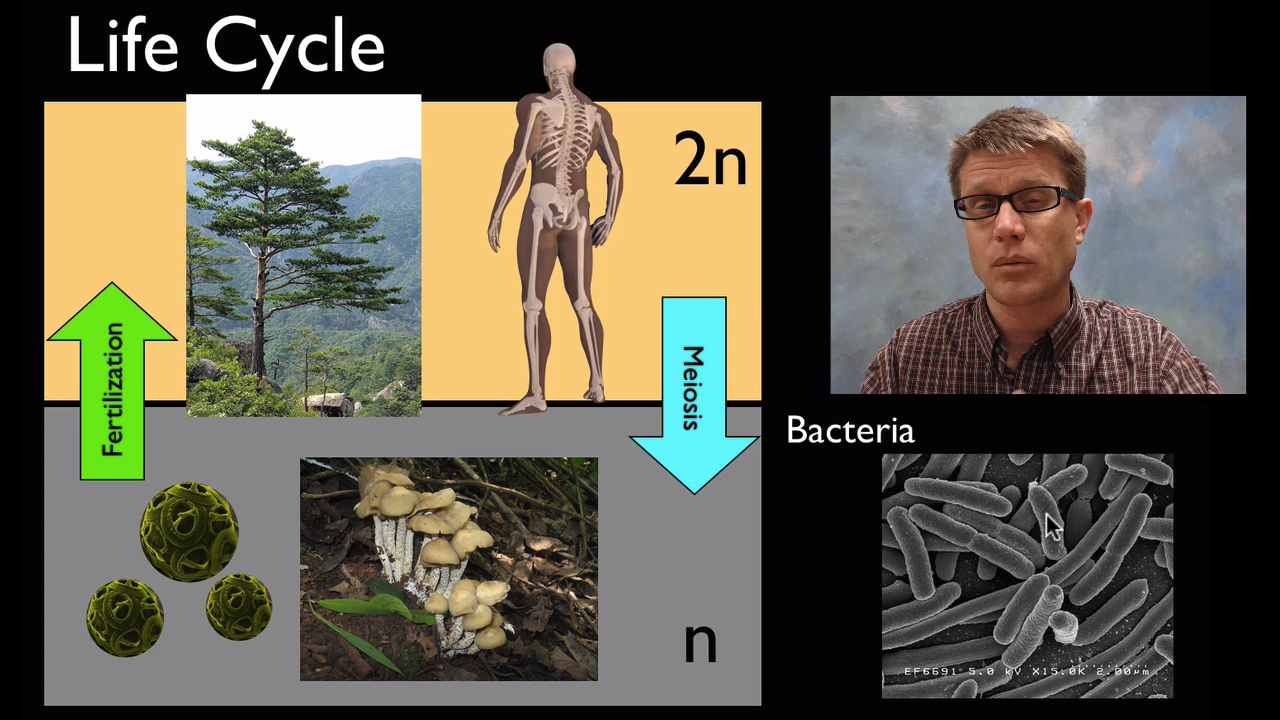 Life Cycle
2n
Fertilization
Meiosis
n
Bacteria
EF6691 5.0 kV X15.0K 2.00µm